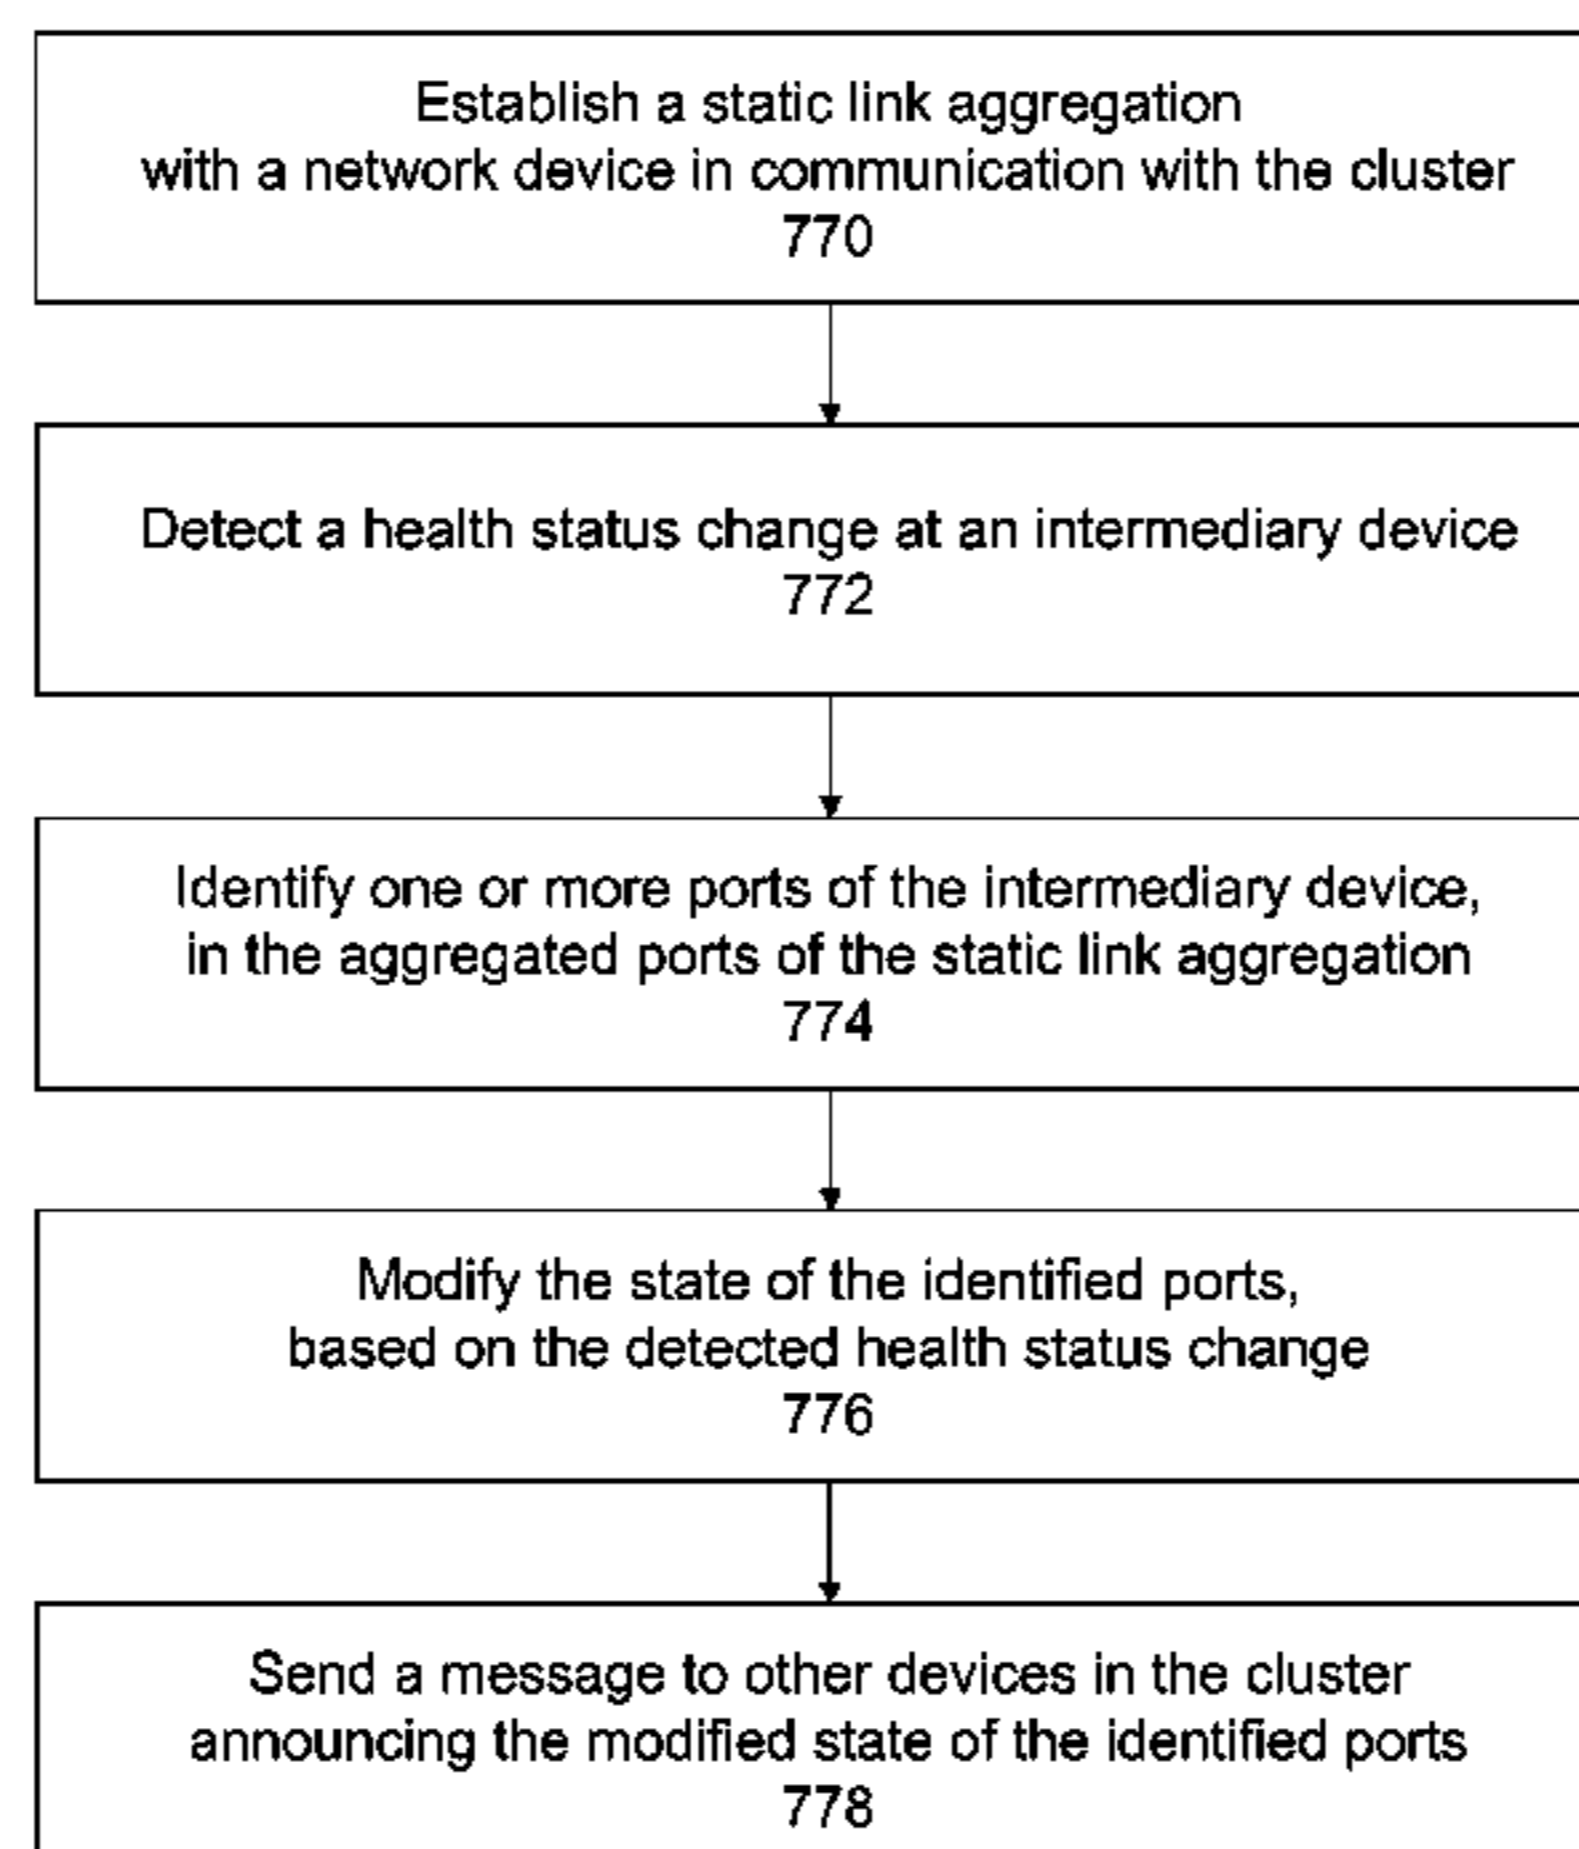 Establish a static link aggregation
with a network device in communication with the cluster
770
Detect a health status change at an intermediary device
772
Identify one or more ports of the intermediary device,
in the aggregated ports of the static link aggregation
774
Modify the state of the identified ports,
based on the detected health status change
776
Send a message to other devices in the cluster
announcing the modified state of the identified ports
778